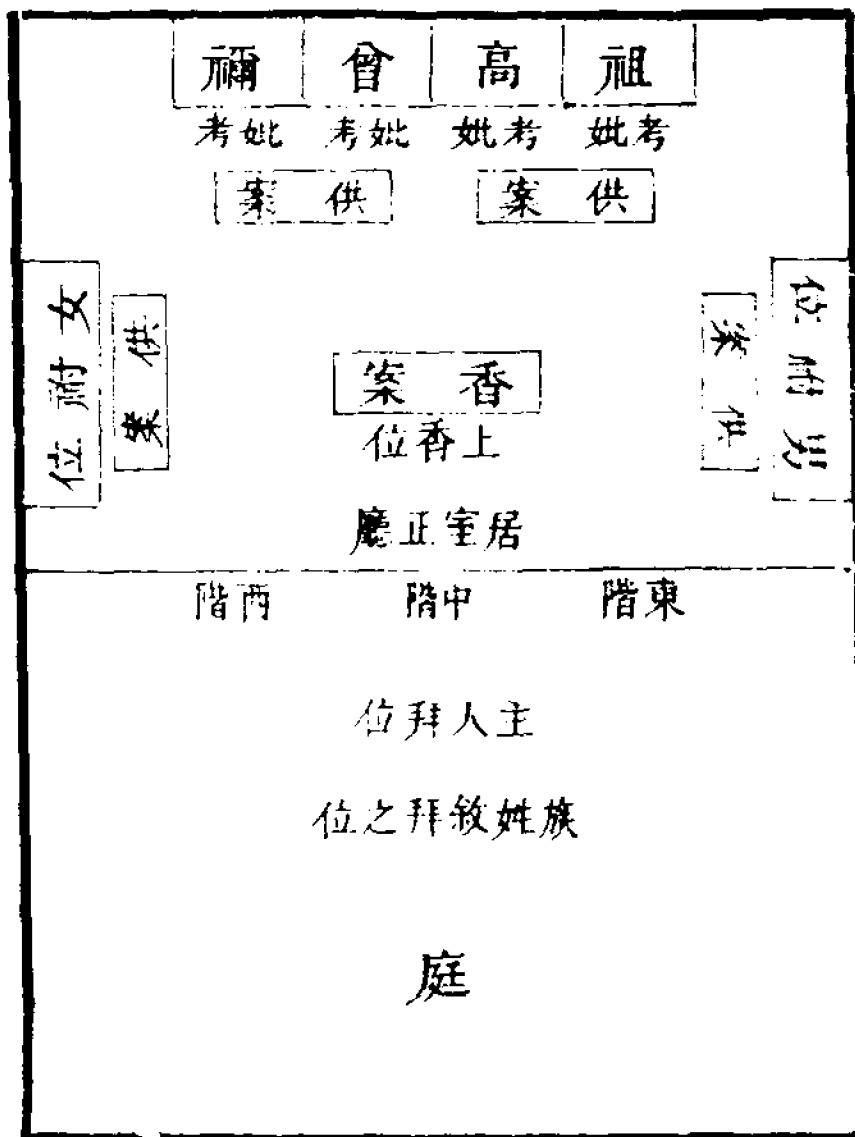 祖 高 曾 禰
考妣 考妣 妣考 妣考
供案 供案
男祔位
供案
女祔位
供案
香案
上香位
居室正廳
東階 中階 西階
主人拜位
族姓敘拜之位
庭